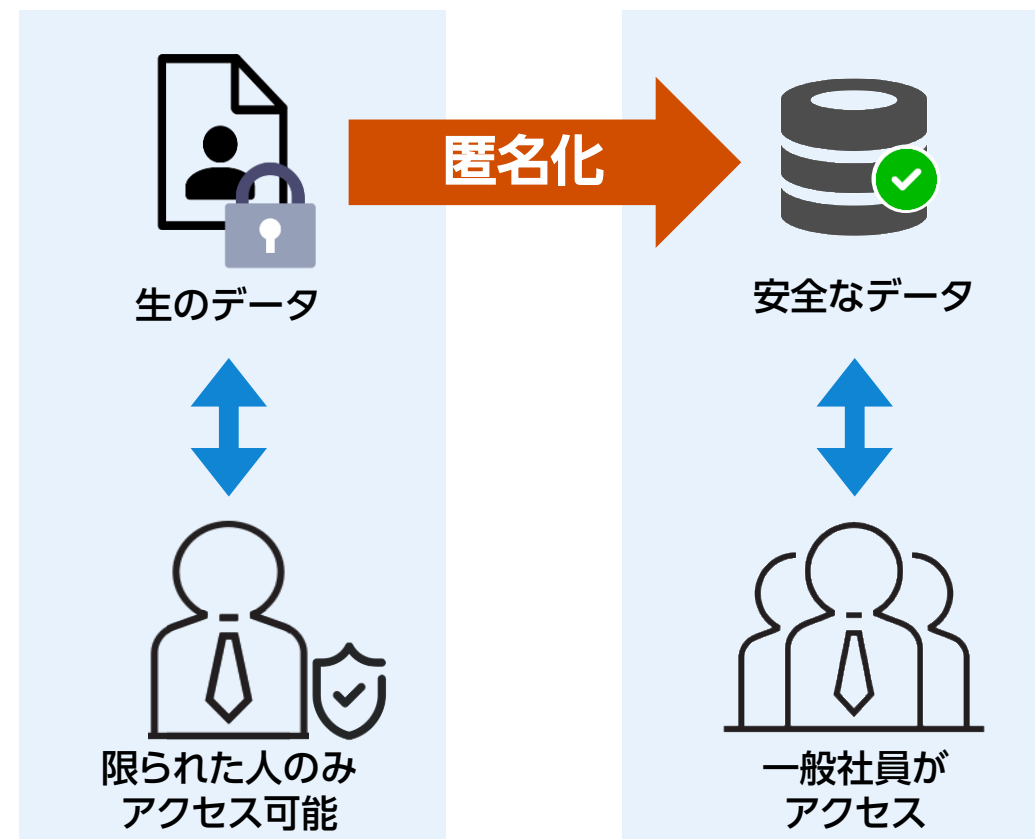 匿名化
生のデータ
安全なデータ
限られた人のみ
アクセス可能
一般社員が
アクセス